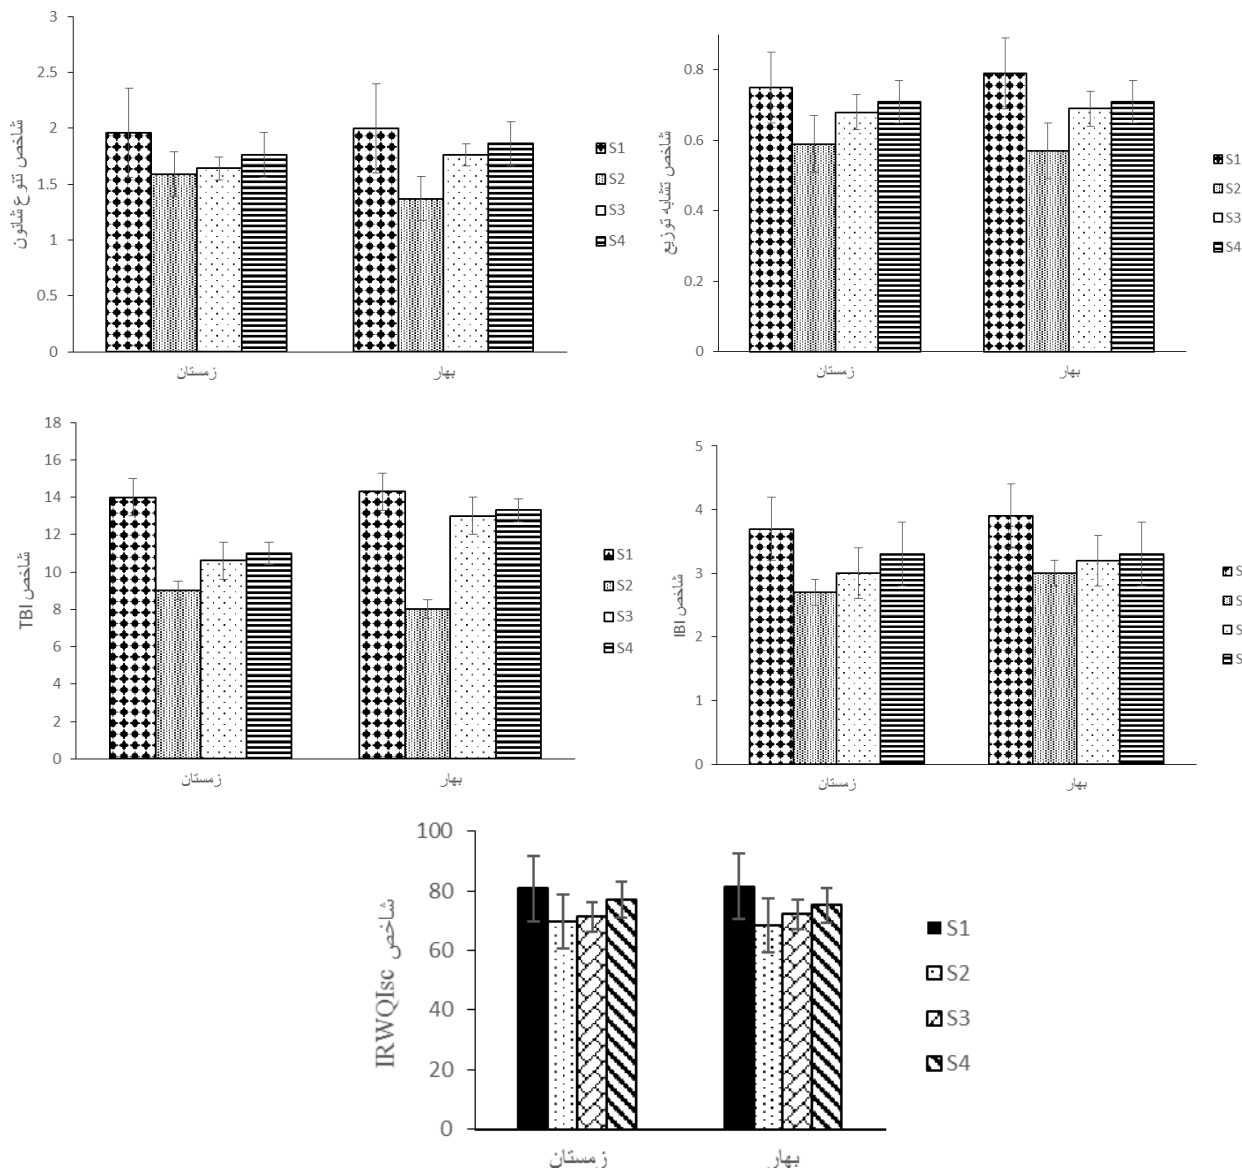 شاخص تنوع شانون
3
2.5
2
1.5
1
0.5
0
زمستان
بهار
S1
S2
S3
S4
شاخص تشابه توزیع
0.8
0.6
0.4
0.2
0
زمستان
بهار
S1
S2
S3
S4
شاخص TBI
18
16
14
12
10
8
6
4
2
0
زمستان
بهار
S1
S2
S3
S4
شاخص IBI
5
4
3
2
1
0
زمستان
بهار
S
S
S
S
شاخص IRWQIsc
100
80
60
40
20
0
زمستان
بهار
S1
S2
S3
S4